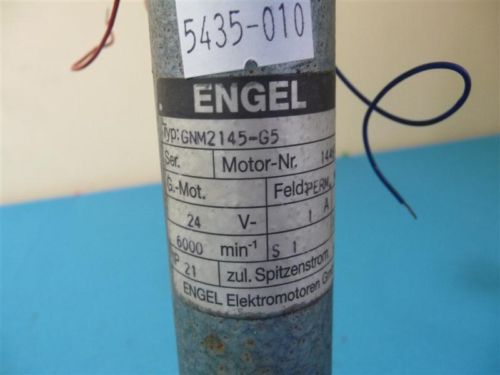 5435-010
ENGEL
Typ: GNM2145-G5
Ser. Motor-Nr.
G.-Mot. Feld: PERM.
24 V- 1 A
6000 min⁻¹ S 1
21 zul. Spitzenstrom
ENGEL Elektromotoren